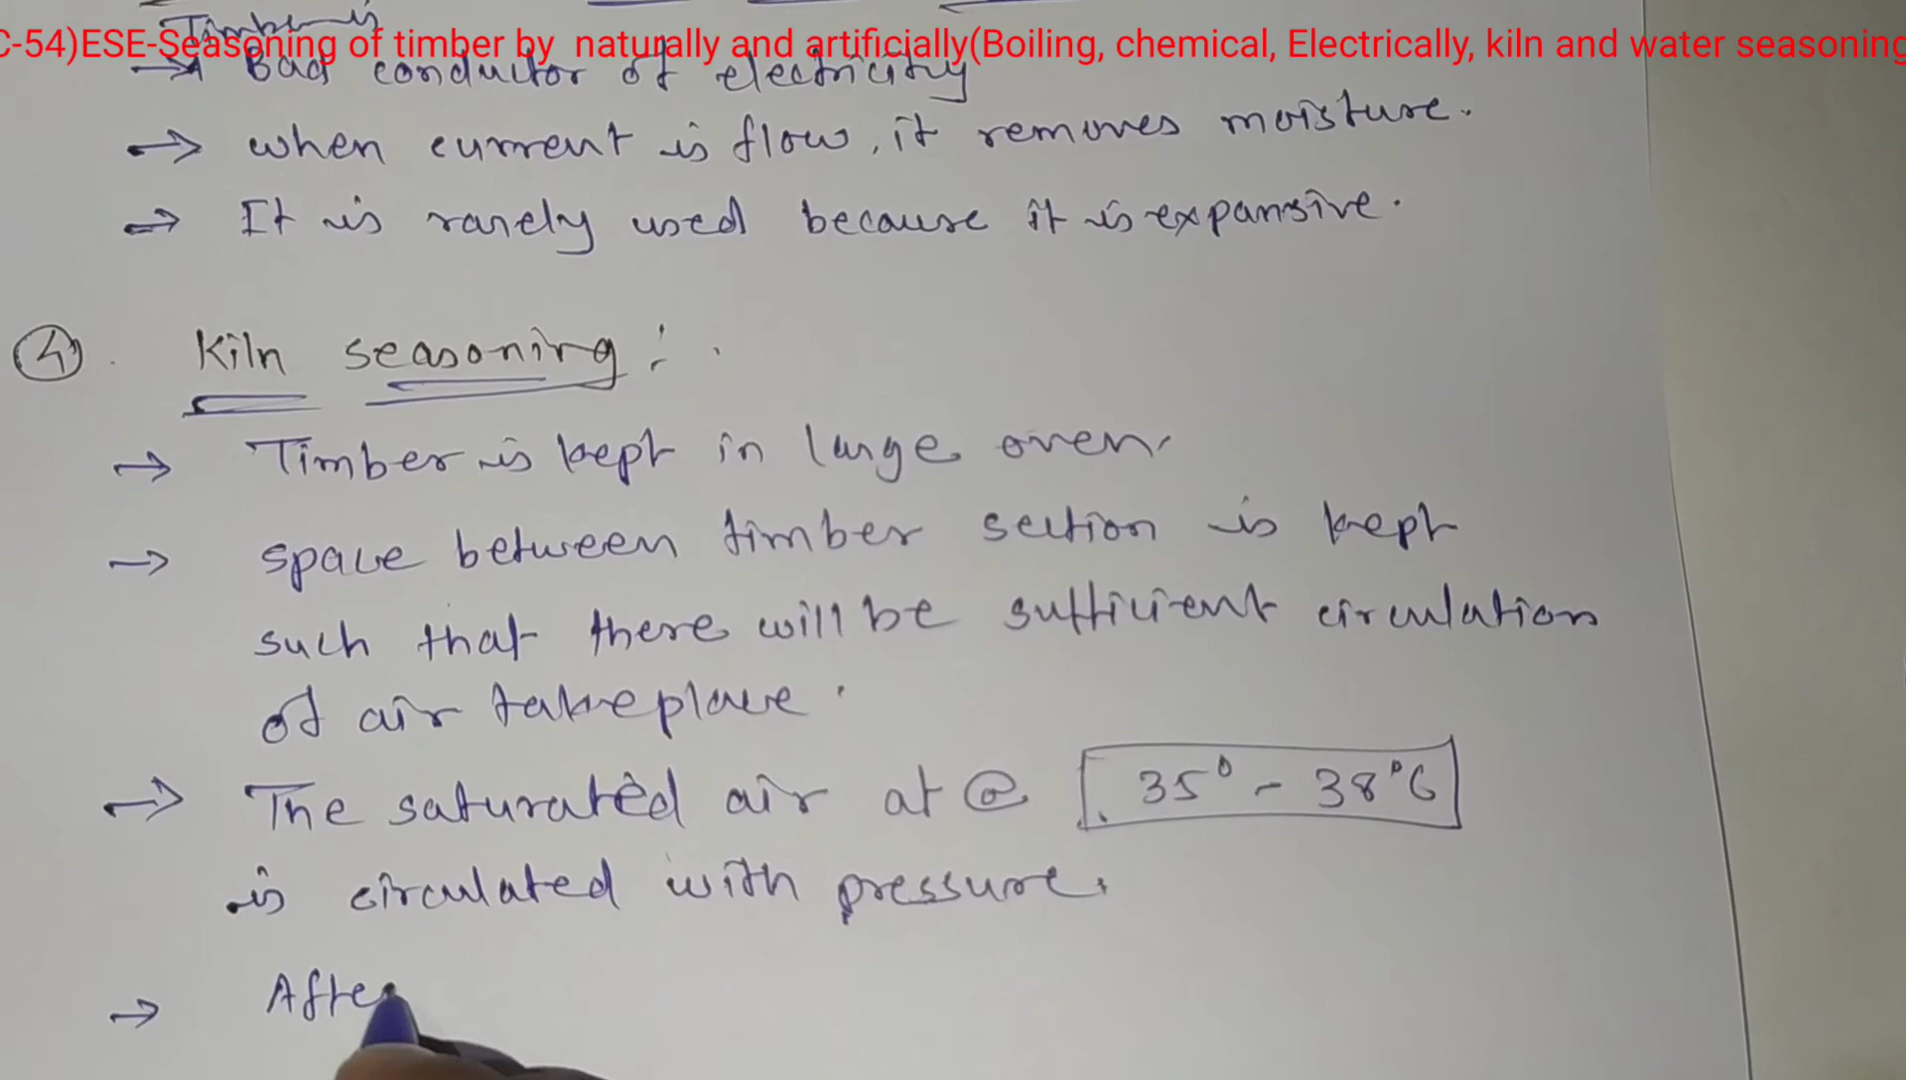 C-54)ESE-Seasoning of timber by naturally and artificially(Boiling, chemical, Electrically, kiln and water seasoning
Timber is
→ Bad conductor of electricity
→ when current is flow, it removes moisture.
→ It is rarely used because it is expansive.
④ Kiln seasoning :
→ Timber is kept in large oven.
→ space between timber section is kept
such that there will be sufficient circulation
of air take place.
→ The saturated air at @ 35° - 38°C
is circulated with pressure.
→ After